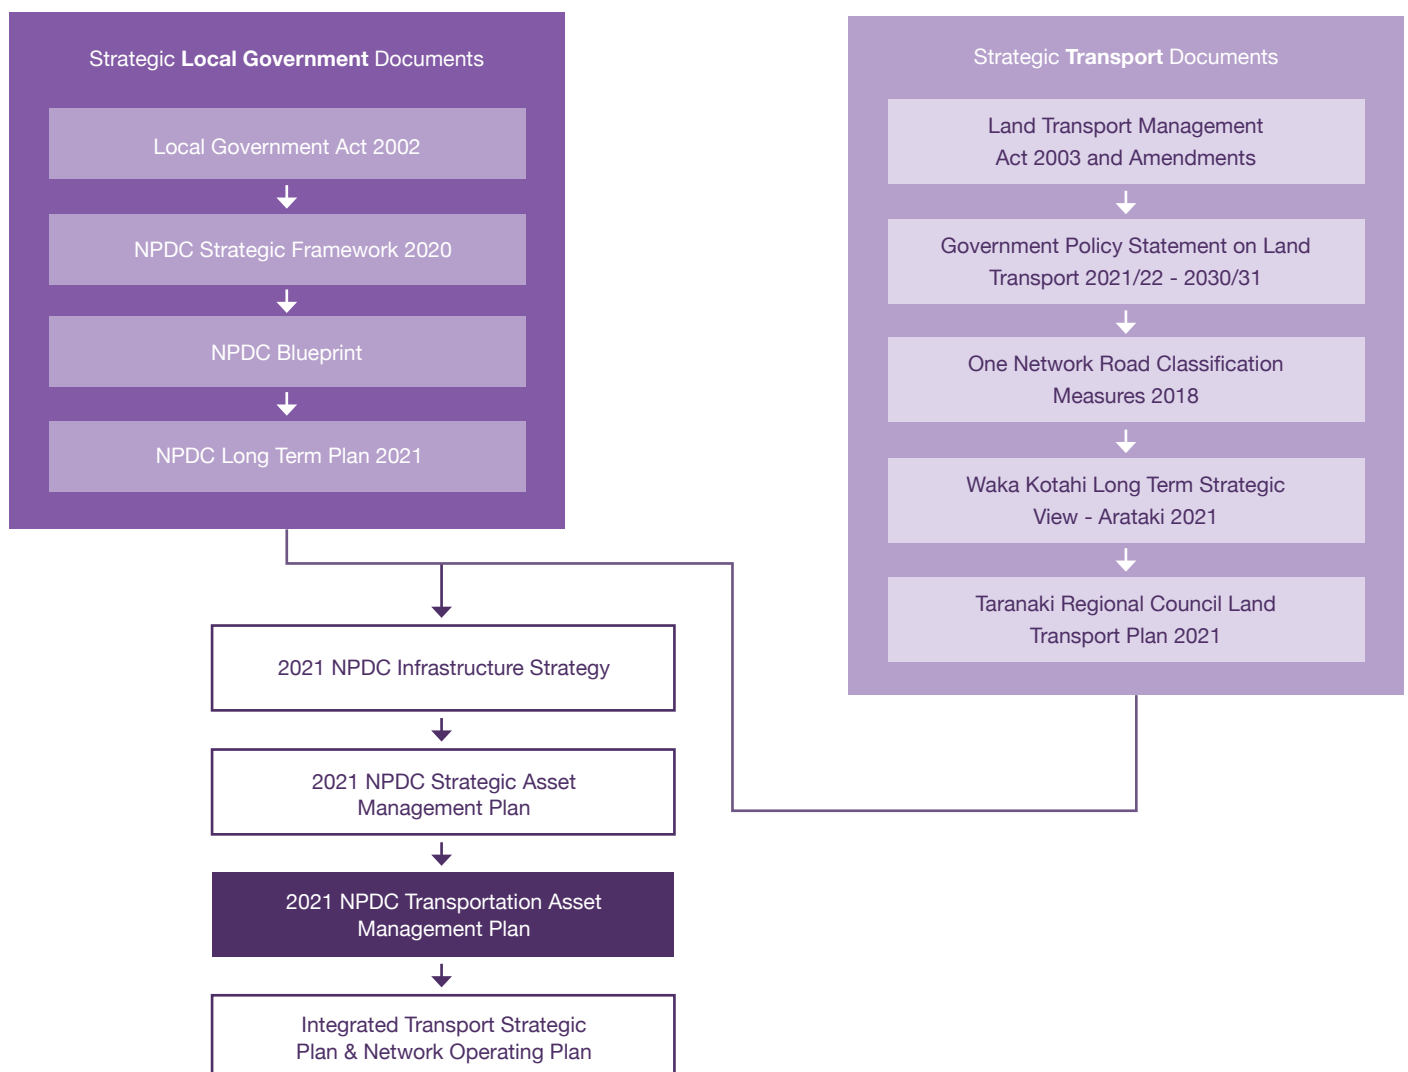 Strategic Local Government Documents
Local Government Act 2002
NPDC Strategic Framework 2020
NPDC Blueprint
NPDC Long Term Plan 2021
Strategic Transport Documents
Land Transport Management
Act 2003 and Amendments
Government Policy Statement on Land
Transport 2021/22 - 2030/31
One Network Road Classification
Measures 2018
Waka Kotahi Long Term Strategic
View - Arataki 2021
Taranaki Regional Council Land
Transport Plan 2021
2021 NPDC Infrastructure Strategy
2021 NPDC Strategic Asset
Management Plan
2021 NPDC Transportation Asset
Management Plan
Integrated Transport Strategic
Plan & Network Operating Plan